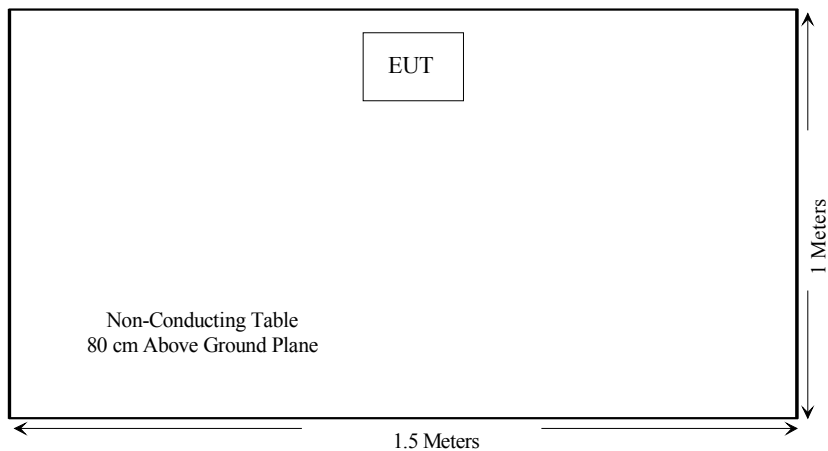 EUT
1 Meters
Non-Conducting Table
80 cm Above Ground Plane
1.5 Meters